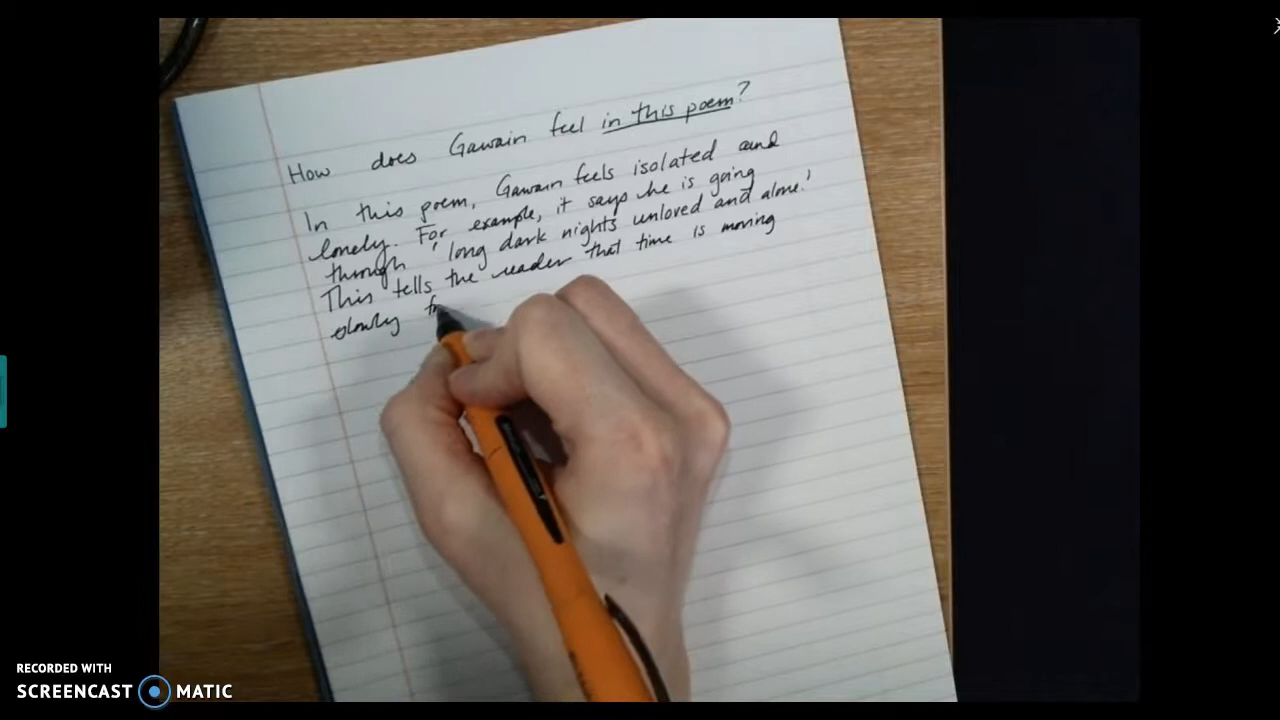 How does Gawain feel in this poem?
In this poem, Gawain feels isolated and
lonely. For example, it says he is going
through 'long dark nights unloved and alone.'
This tells the reader that time is moving
slowly f
RECORDED WITH
SCREENCAST MATIC